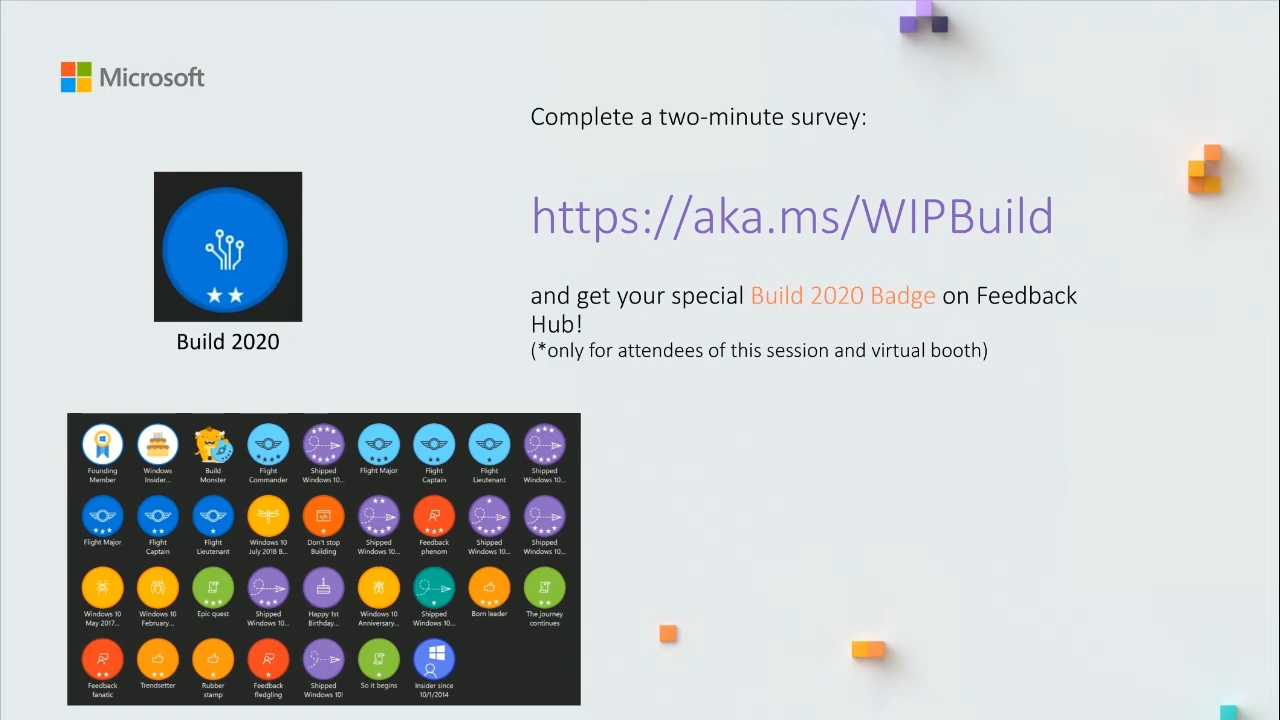 Microsoft
Complete a two-minute survey:
https://aka.ms/WIPBuild
and get your special Build 2020 Badge on Feedback
Hub!
(*only for attendees of this session and virtual booth)
Build 2020
Founding
Member
Windows
Insider...
Build
Monster
Flight
Commander
Shipped
Windows 10...
Flight Major
Flight
Captain
Flight
Lieutenant
Shipped
Windows 10...
Flight Major
Flight
Captain
Flight
Lieutenant
Windows 10
July 2018 B...
Don't stop
Building
Shipped
Windows 10...
Feedback
phenom
Shipped
Windows 10...
Shipped
Windows 10...
Windows 10
May 2017...
Windows 10
February...
Epic quest
Shipped
Windows 10...
Happy 1st
Birthday...
Windows 10
Anniversary...
Shipped
Windows 10...
Born leader
The journey
continues
Feedback
fanatic
Trendsetter
Rubber
stamp
Feedback
fledgling
Shipped
Windows 10!
So it begins
Insider since
10/1/2014